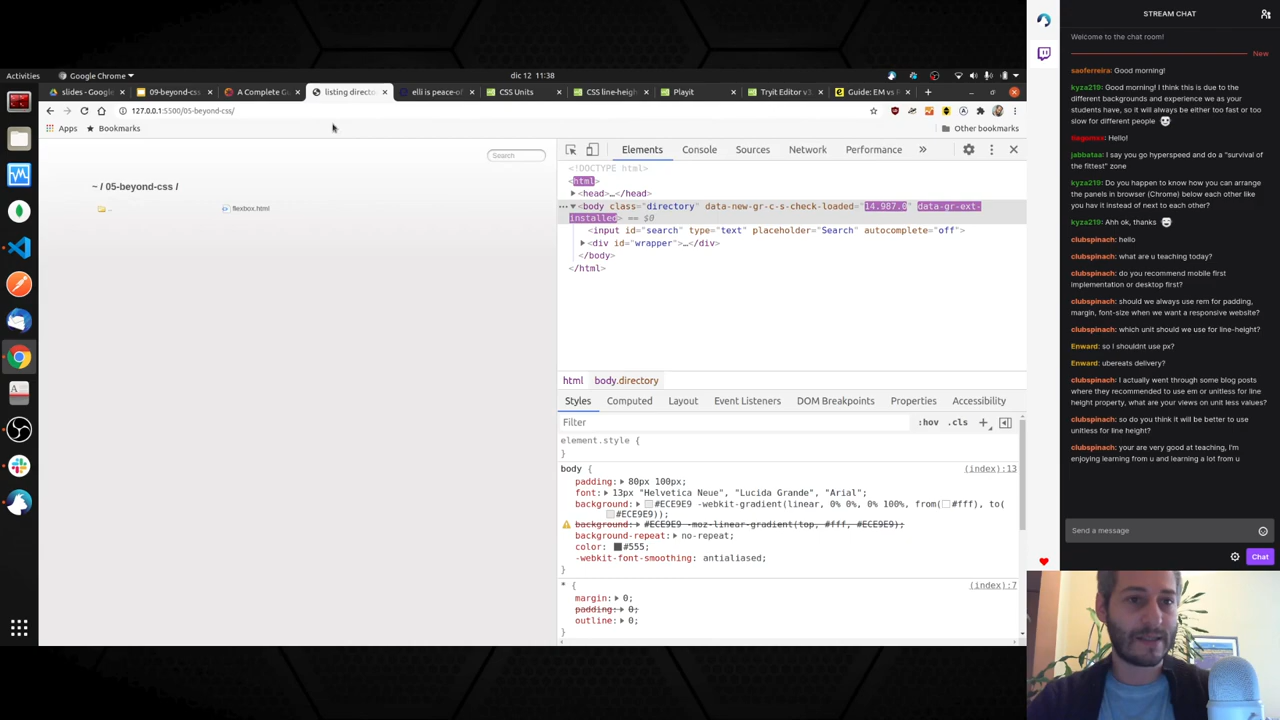 STREAM CHAT
Welcome to the chat room!
New
saoferreira: Good morning!
kyza219: Good morning! I think this is due to the
different backgrounds and experience we as your
students have, so it will always be either too fast or too
slow for different people
Hello!
jabbataa: I say you go hyperspeed and do a "survival of
the fittest" zone
kyza219: Do you happen to know how you can arrange
the panels in browser (Chrome) below each other like
you hav it instead of next to each other?
kyza219: Ahh ok, thanks
clubspinach: hello
clubspinach: what are u teaching today?
clubspinach: do you recommend mobile first
implementation or desktop first?
clubspinach: should we always use rem for padding,
margin, font-size when we want a responsive website?
clubspinach: which unit should we use for line-height?
Enward: so I shouldnt use px?
Enward: ubereats delivery?
clubspinach: I actually went through some blog posts
where they recommended to use em or unitless for line
height property, what are your views on unit less values?
clubspinach: so do you think it will be better to use
unitless for line height?
clubspinach: your are very good at teaching, I'm
enjoying learning from u and learning a lot from u
Send a message
Chat
Activities
Google Chrome
dic 12 11:38
slides - Google
09-beyond-css
A Complete Gu
listing directo
elli is peace-of
CSS Units
CSS line-heigh
Playit
Tryit Editor v3
Guide: EM vs R
127.0.0.1:5500/05-beyond-css/
Apps
Bookmarks
Other bookmarks
Search
~ / 05-beyond-css /
..
flexbox.html
Elements
Console
Sources
Network
Performance
<!DOCTYPE html>
<html>
<head>…</head>
<body class="directory" data-new-gr-c-s-check-loaded="14.987.0" data-gr-ext-
installed> == $0
<input id="search" type="text" placeholder="Search" autocomplete="off">
<div id="wrapper">…</div>
</body>
</html>
html
body.directory
Styles
Computed
Layout
Event Listeners
DOM Breakpoints
Properties
Accessibility
Filter
:hov
.cls
element.style {
}
body {
(index):13
padding: 80px 100px;
font: 13px "Helvetica Neue", "Lucida Grande", "Arial";
background: #ECE9E9 -webkit-gradient(linear, 0% 0%, 0% 100%, from( #fff), to(
#ECE9E9));
background: #ECE9E9 -moz-linear-gradient(top, #fff, #ECE9E9);
background-repeat: no-repeat;
color: #555;
-webkit-font-smoothing: antialiased;
}
* {
(index):7
margin: 0;
padding: 0;
outline: 0;
}